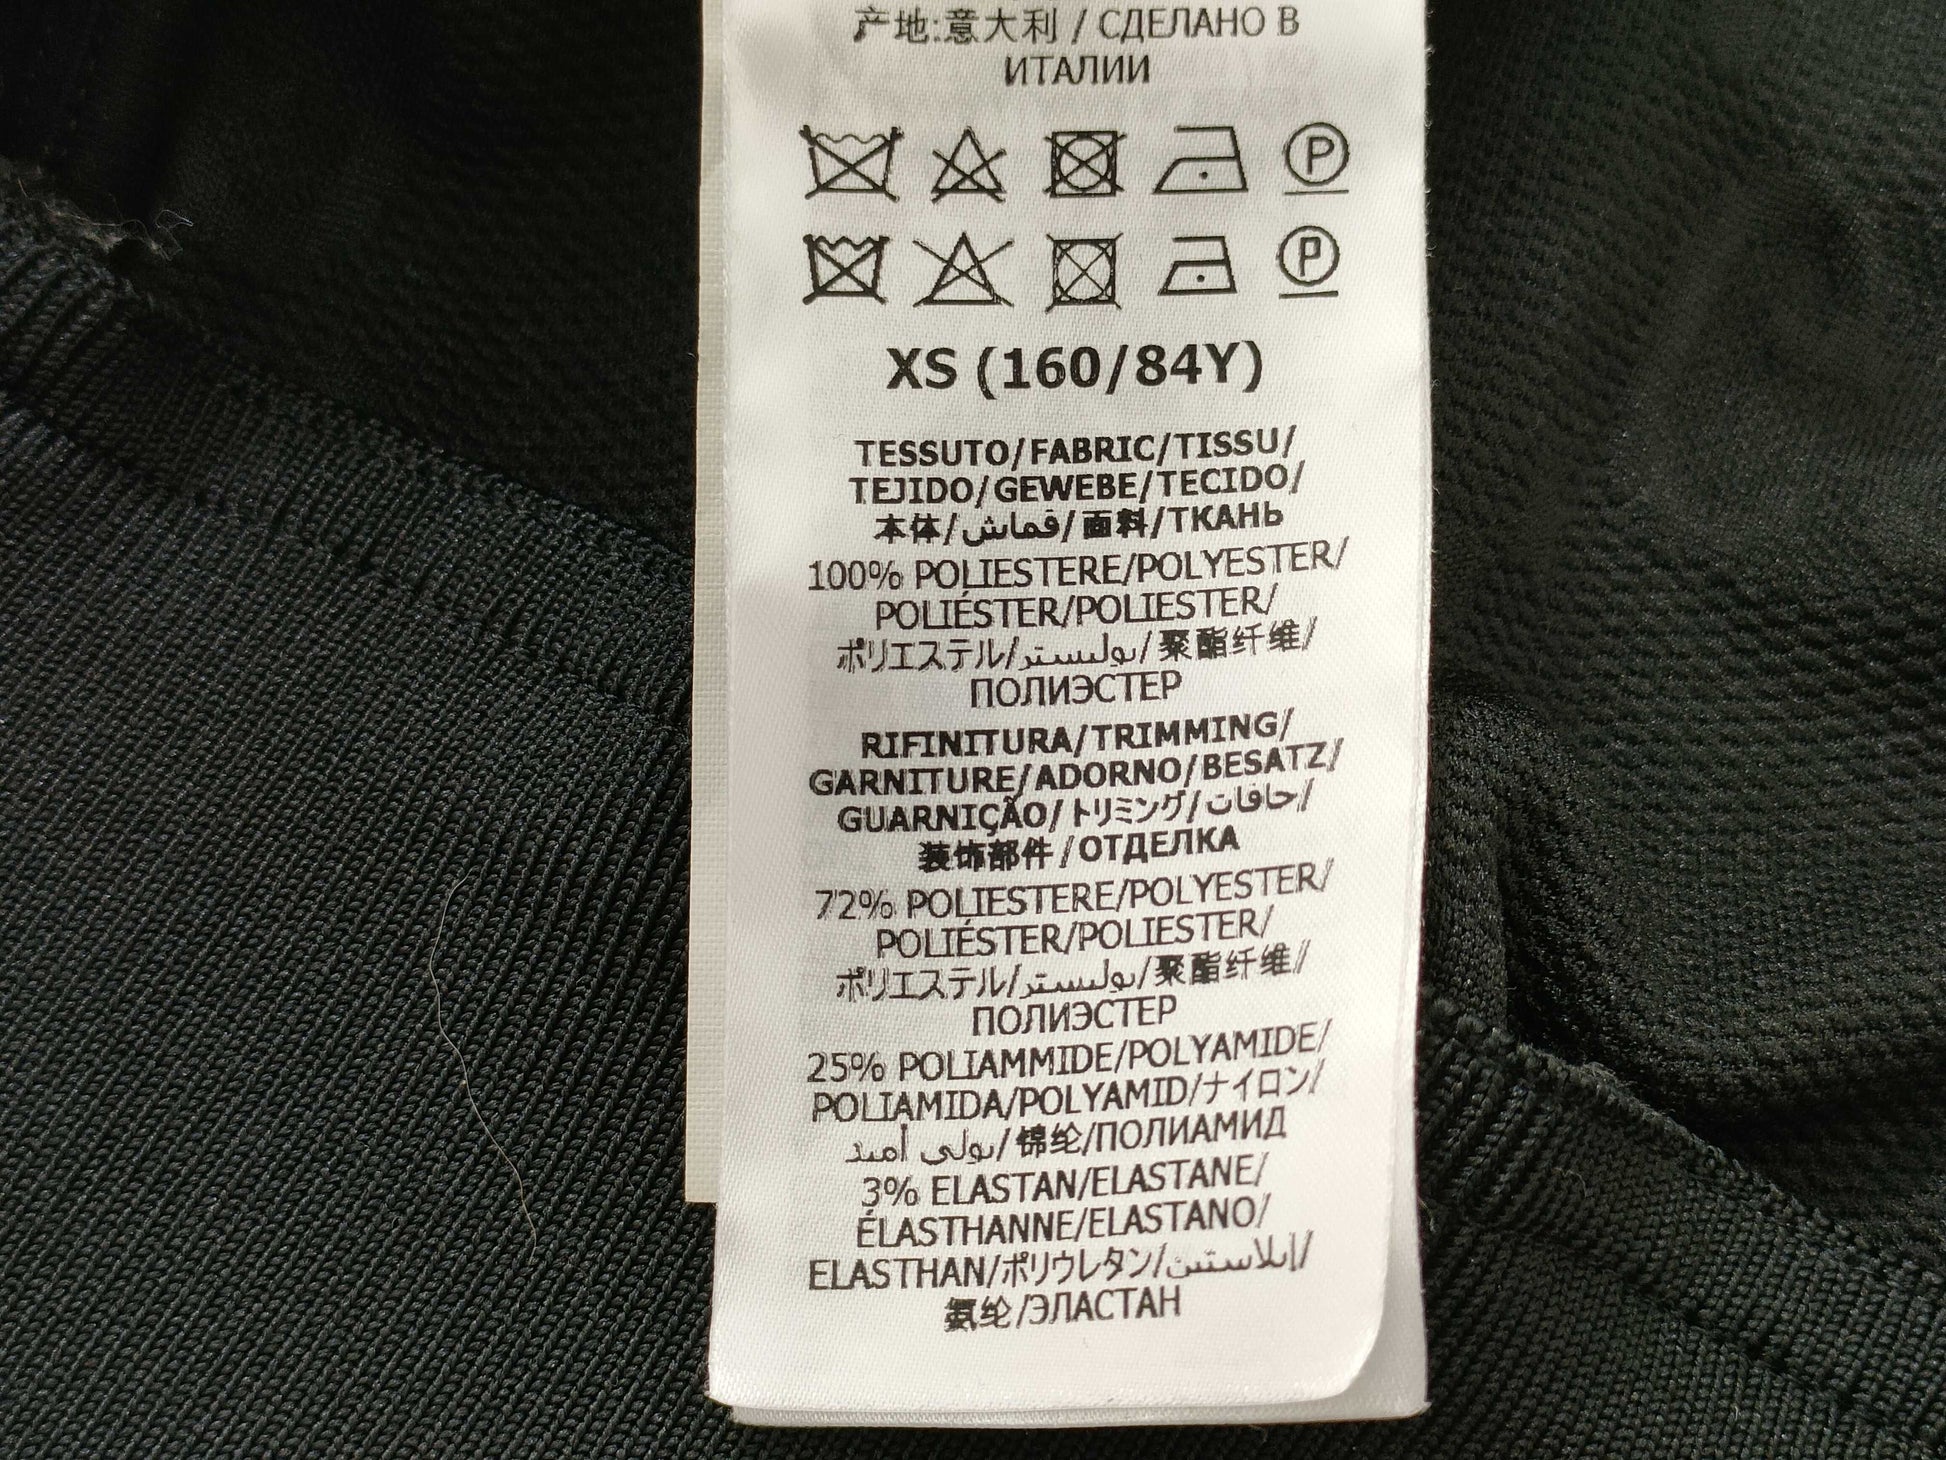 产地:意大利 / СДЕЛАНО В
ИТАЛИИ
P
P
XS (160/84Y)
TESSUTO/FABRIC/TISSU/
TEJIDO/GEWEBE/TECIDO/
本体/قماش/面料/ТКАНЬ
100% POLIESTERE/POLYESTER/
POLIÉSTER/POLIESTER/
ポリエステル/بوليستر/聚酯纤维/
ПОЛИЭСТЕР
RIFINITURA/TRIMMING/
GARNITURE/ADORNO/BESATZ/
GUARNIÇÃO/トリミング/حافات/
装饰部件/ОТДЕЛКА
72% POLIESTERE/POLYESTER/
POLIÉSTER/POLIESTER/
ポリエステル/بوليستر/聚酯纤维/
ПОЛИЭСТЕР
25% POLIAMMIDE/POLYAMIDE/
POLIAMIDA/POLYAMID/ナイロン/
بولي أميد/锦纶/ПОЛИАМИД
3% ELASTAN/ELASTANE/
ÉLASTHANNE/ELASTANO/
ELASTHAN/ポリウレタン/إيلاستين/
氨纶/ЭЛАСТАН